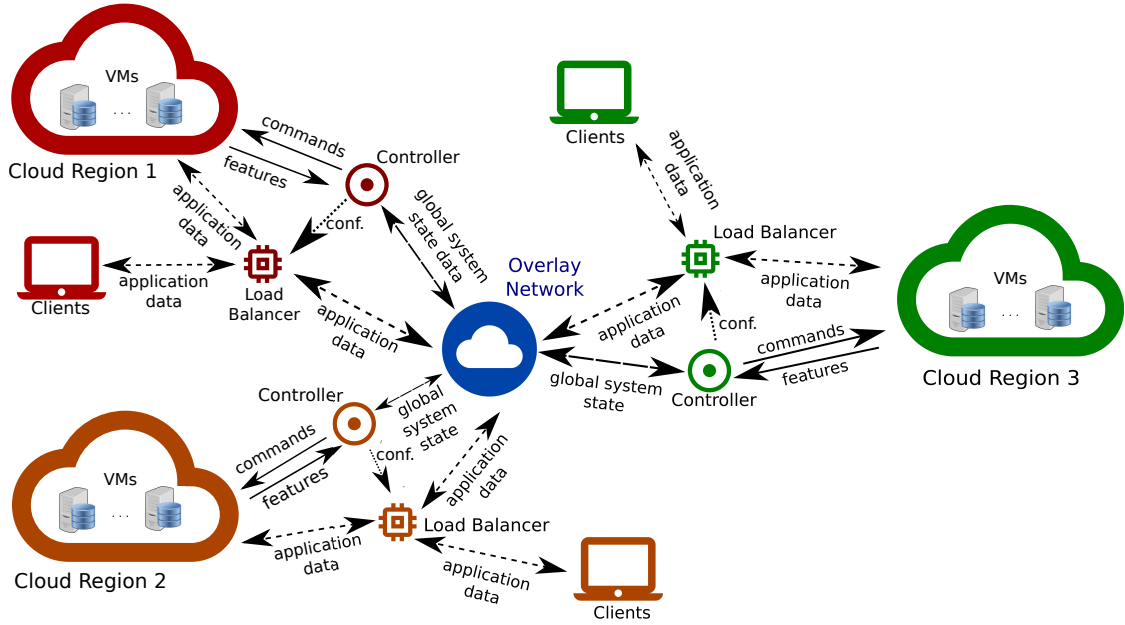 VMs
...
Cloud Region 1
commands
features
Controller
conf.
application
data
global system
state data
Clients
application
data
Load
Balancer
application
data
Overlay
Network
Clients
application
data
Load Balancer
application
data
application
data
conf.
global system
state
Controller
commands
features
VMs
...
Cloud Region 3
Controller
global
system
state
commands
features
conf.
VMs
...
Cloud Region 2
application
data
Load Balancer
application
data
application
data
Clients